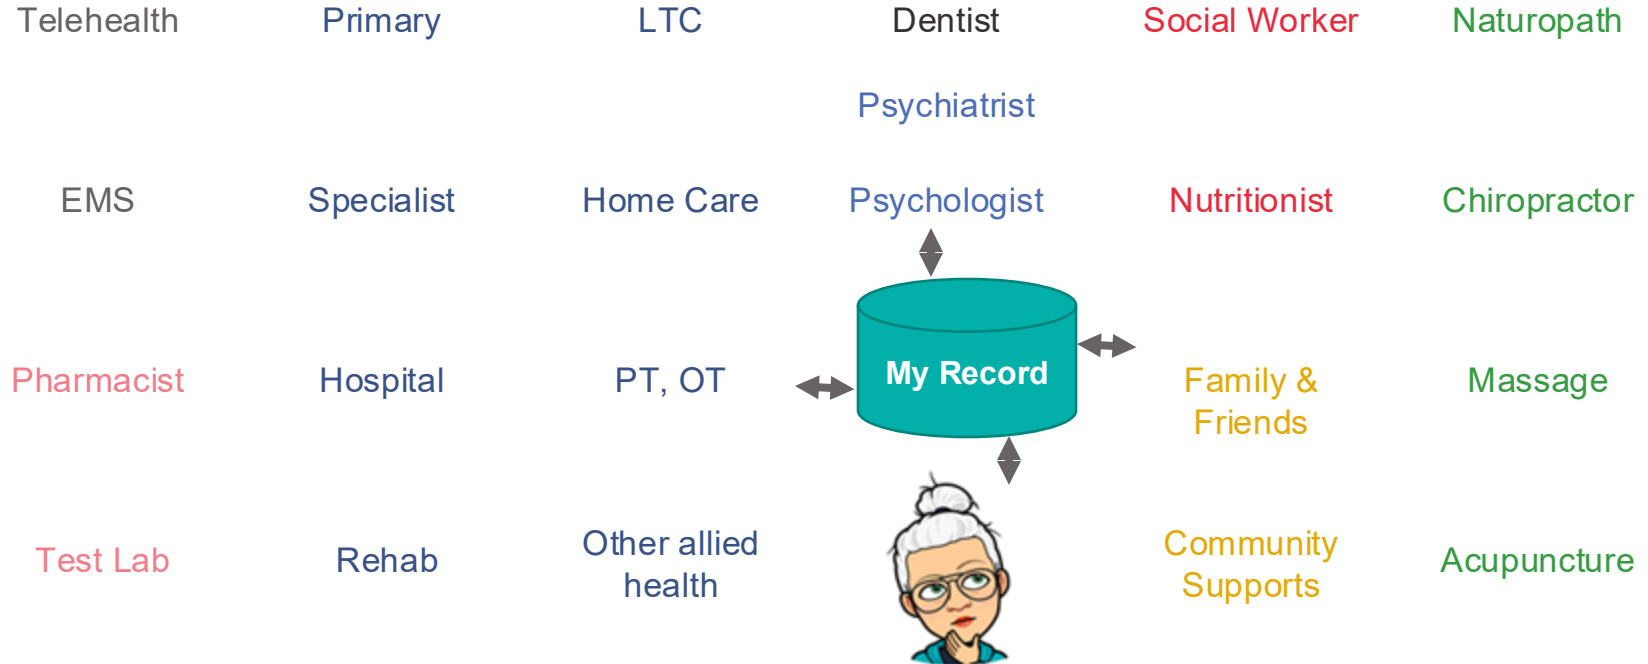 Telehealth
Primary
LTC
Dentist
Social Worker
Naturopath
Psychiatrist
EMS
Specialist
Home Care
Psychologist
Nutritionist
Chiropractor
My Record
Pharmacist
Hospital
PT, OT
Family &
Friends
Massage
Test Lab
Rehab
Other allied
health
Community
Supports
Acupuncture